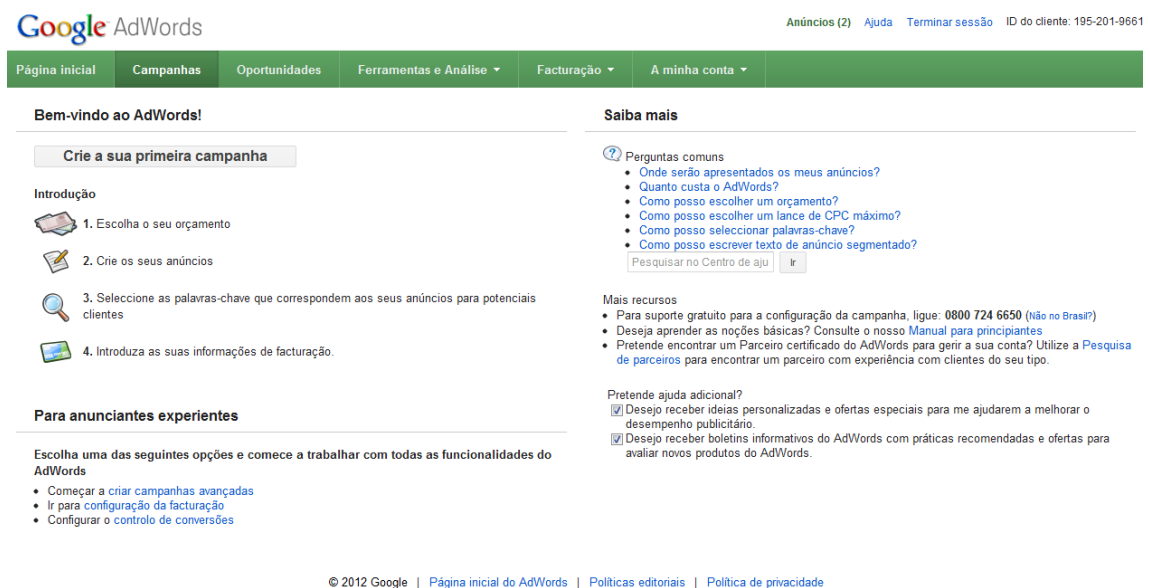 Google AdWords
Anúncios (2) Ajuda Terminar sessão ID do cliente: 195-201-9661
Página inicial Campanhas Oportunidades Ferramentas e Análise Facturação A minha conta
Bem-vindo ao AdWords!
Crie a sua primeira campanha
Introdução
1. Escolha o seu orçamento
2. Crie os seus anúncios
3. Seleccione as palavras-chave que correspondem aos seus anúncios para potenciais
clientes
4. Introduza as suas informações de facturação.
Para anunciantes experientes
Escolha uma das seguintes opções e comece a trabalhar com todas as funcionalidades do
AdWords
• Começar a criar campanhas avançadas
• Ir para configuração da facturação
• Configurar o controlo de conversões
Saiba mais
Perguntas comuns
• Onde serão apresentados os meus anúncios?
• Quanto custa o AdWords?
• Como posso escolher um orçamento?
• Como posso escolher um lance de CPC máximo?
• Como posso seleccionar palavras-chave?
• Como posso escrever texto de anúncio segmentado?
Pesquisar no Centro de aju Ir
Mais recursos
• Para suporte gratuito para a configuração da campanha, ligue: 0800 724 6650 (Não no Brasil?)
• Deseja aprender as noções básicas? Consulte o nosso Manual para principiantes
• Pretende encontrar um Parceiro certificado do AdWords para gerir a sua conta? Utilize a Pesquisa
de parceiros para encontrar um parceiro com experiência com clientes do seu tipo.
Pretende ajuda adicional?
Desejo receber ideias personalizadas e ofertas especiais para me ajudarem a melhorar o
desempenho publicitário.
Desejo receber boletins informativos do AdWords com práticas recomendadas e ofertas para
avaliar novos produtos do AdWords.
© 2012 Google | Página inicial do AdWords | Políticas editoriais | Política de privacidade